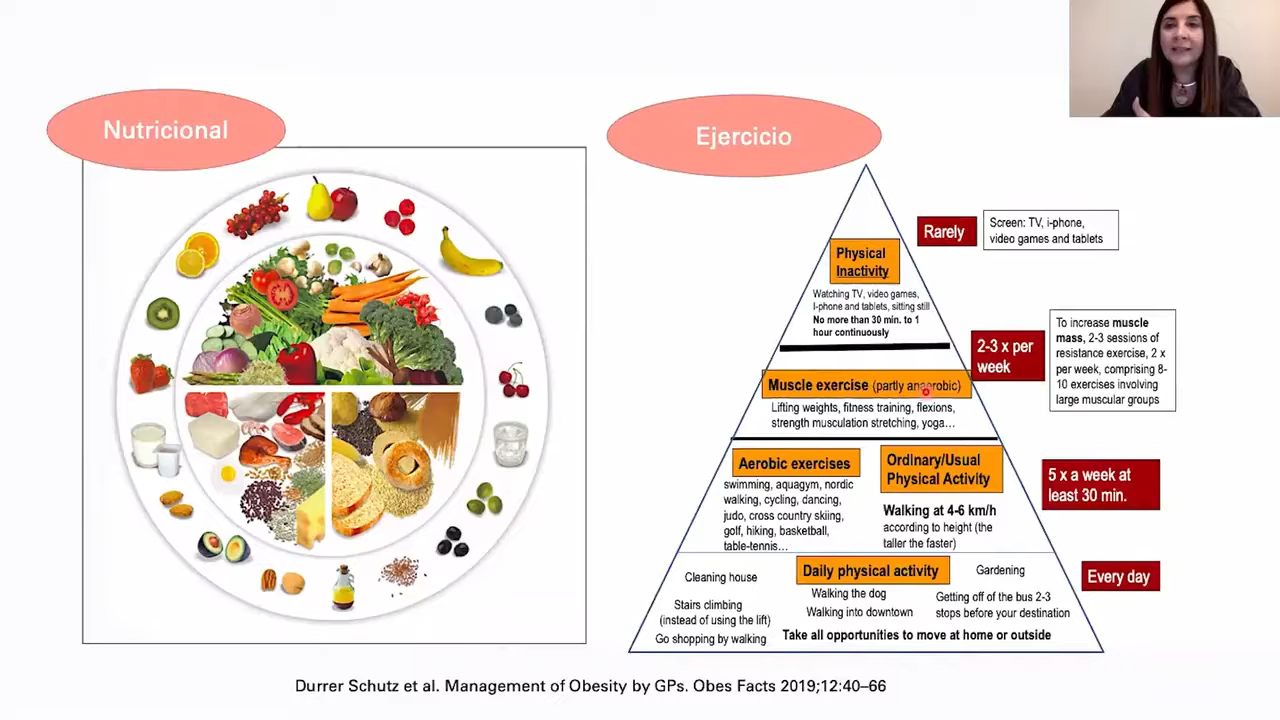 Nutricional
Ejercicio
Rarely
Screen: TV, i-phone,
video games and tablets
Physical
Inactivity
Watching TV, video games,
I-phone and tablets, sitting still
No more than 30 min. to 1
hour continuously
2-3 x per
week
To increase muscle
mass, 2-3 sessions of
resistance exercise, 2 x
per week, comprising 8-
10 exercises involving
large muscular groups
Muscle exercise (partly anaerobic)
Lifting weights, fitness training, flexions,
strength musculation stretching, yoga...
Aerobic exercises
swimming, aquagym, nordic
walking, cycling, dancing,
judo, cross country skiing,
golf, hiking, basketball,
table-tennis...
Ordinary/Usual
Physical Activity
Walking at 4-6 km/h
according to height (the
taller the faster)
5 x a week at
least 30 min.
Daily physical activity
Every day
Cleaning house
Stairs climbing
(instead of using the lift)
Go shopping by walking
Walking the dog
Walking into downtown
Gardening
Getting off of the bus 2-3
stops before your destination
Take all opportunities to move at home or outside
Durrer Schutz et al. Management of Obesity by GPs. Obes Facts 2019;12:40–66